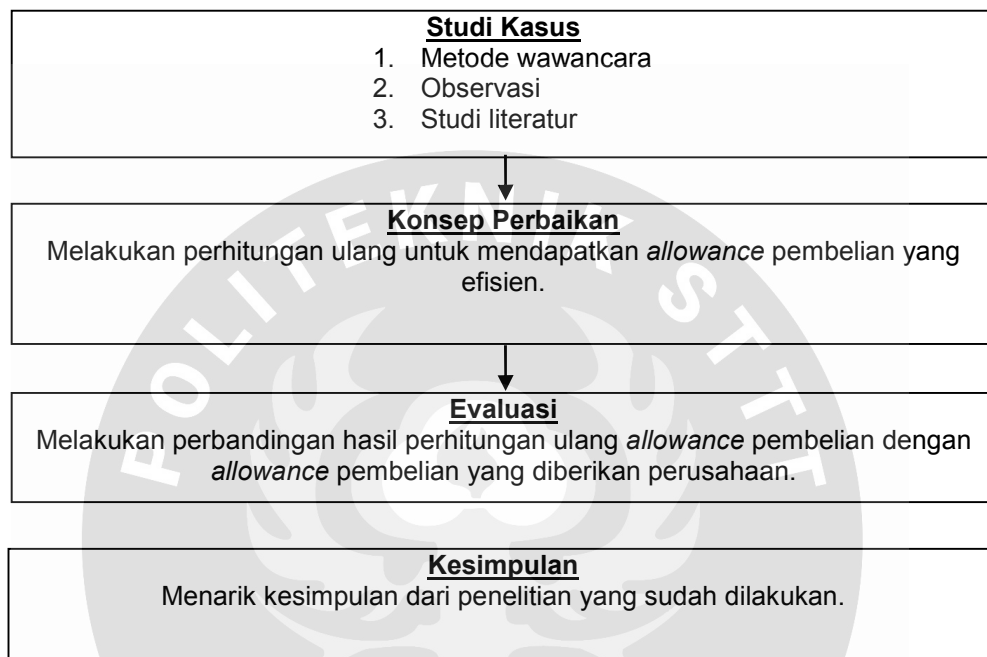 Studi Kasus
1. Metode wawancara
2. Observasi
3. Studi literatur
Konsep Perbaikan
Melakukan perhitungan ulang untuk mendapatkan allowance pembelian yang
efisien.
Evaluasi
Melakukan perbandingan hasil perhitungan ulang allowance pembelian dengan
allowance pembelian yang diberikan perusahaan.
Kesimpulan
Menarik kesimpulan dari penelitian yang sudah dilakukan.
POLITEKNIK STT